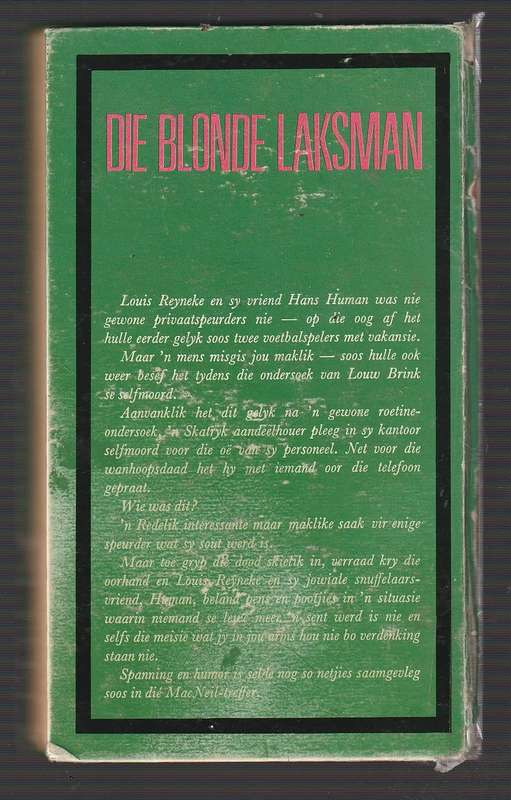 DIE BLONDE LAKSMAN
Louis Reyneke en sy vriend Hans Human was nie
gewone privaatspeurders nie — op die oog af het
hulle eerder gelyk soos twee voetbalspelers met vakansie.
Maar 'n mens misgis jou maklik — soos hulle ook
weer besef het tydens die ondersoek van Louw Brink
se selfmoord.
Aanvanklik het dit gelyk na 'n gewone roetine-
ondersoek, 'n Skatryk aandeelhouer pleeg in sy kantoor
selfmoord voor die oë van sy personeel. Net voor die
wanhoopsdaad het hy met iemand oor die telefoon
gepraat.
Wie was dit?
'n Redelik interessante maar maklike saak vir enige
speurder wat sy sout werd is.
Maar toe gryp die dood skielik in, verraad kry die
oorhand en Louis Reyneke en sy joviale snuffelaars-
vriend, Human, beland pens en pootjies in 'n situasie
waarin niemand se lewe meer 'n sent werd is nie en
selfs die meisie wat jy in jou arms hou nie bo verdenking
staan nie.
Spanning en humor is selde nog so netjies saamgevleg
soos in dié MacNeil-treffer.